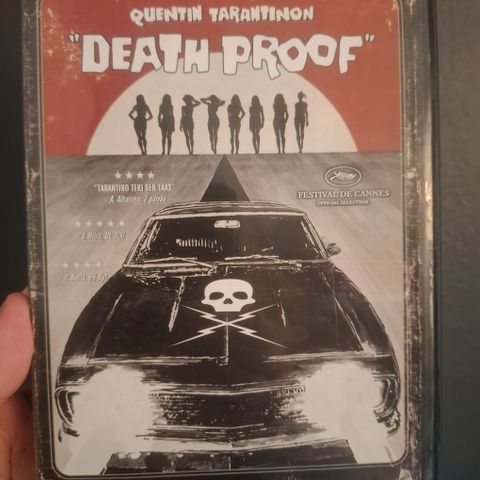 QUENTIN TARANTINON
"DEATH PROOF"
★★★★
"TARANTINO TEKI SEN TAAS"
FESTIVAL DE CANNES
OFFICIAL SELECTION
★★★★★
★★★★